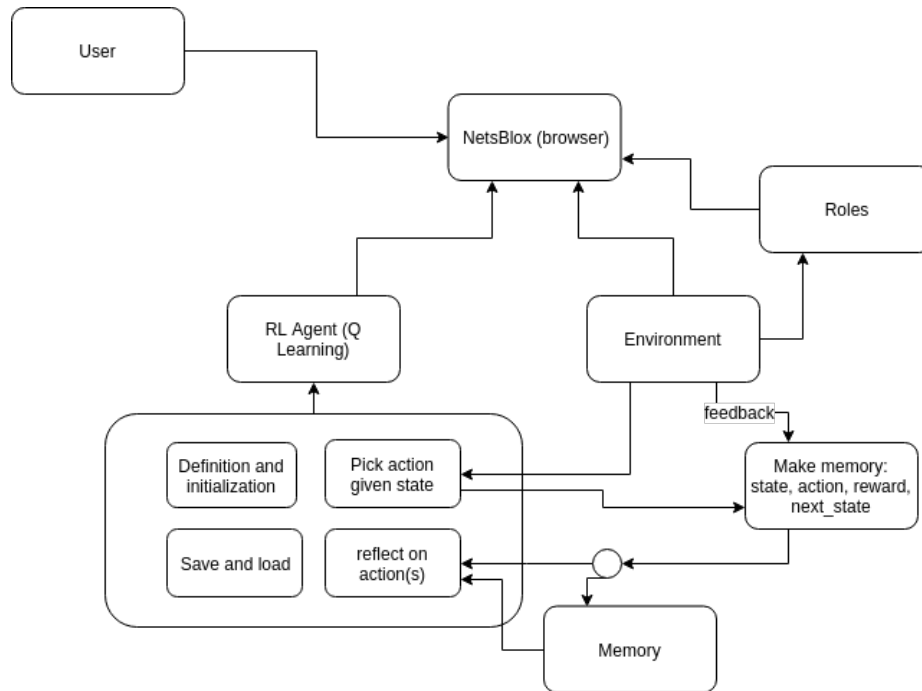 User
NetsBlox (browser)
Roles
RL Agent (Q
Learning)
Environment
feedback
Definition and
initialization
Pick action
given state
Make memory:
state, action, reward,
next_state
Save and load
reflect on
action(s)
Memory